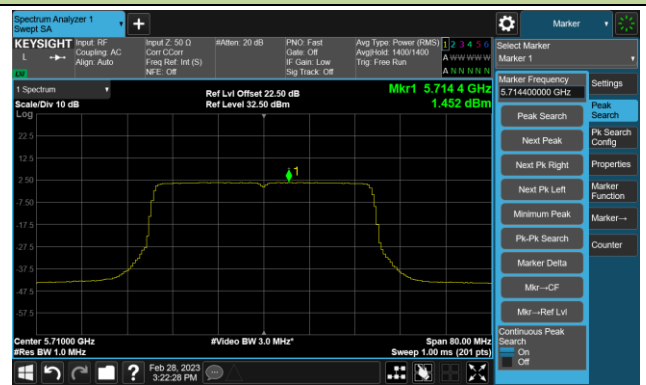 Spectrum Analyzer 1
Swept SA
Marker
KEYSIGHT
L
Input: RF
Coupling: AC
Align: Auto
Input Z: 50 Ω
Corr CCorr
Freq Ref: Int (S)
NFE: Off
#Atten: 20 dB
PNO: Fast
Gate: Off
IF Gain: Low
Sig Track: Off
Avg Type: Power (RMS)
Avg|Hold: 1400/1400
Trig: Free Run
1 2 3 4 5 6
A W W W W W
A N N N N N
Select Marker
Marker 1
1 Spectrum
Scale/Div 10 dB
Log
Ref Lvl Offset 22.50 dB
Ref Level 32.50 dBm
Mkr1 5.714 4 GHz
1.452 dBm
22.5
12.5
2.50
-7.50
-17.5
-27.5
-37.5
-47.5
-57.5
1
Center 5.71000 GHz
#Res BW 1.0 MHz
#Video BW 3.0 MHz*
Span 80.00 MHz
Sweep 1.00 ms (201 pts)
Marker Frequency
5.714400000 GHz
Peak Search
Next Peak
Next Pk Right
Next Pk Left
Minimum Peak
Pk-Pk Search
Marker Delta
Mkr→CF
Mkr→Ref Lvl
Continuous Peak
Search
On
Off
Settings
Peak
Search
Pk Search
Config
Properties
Marker
Function
Marker→
Counter
?
Feb 28, 2023
3:22:28 PM